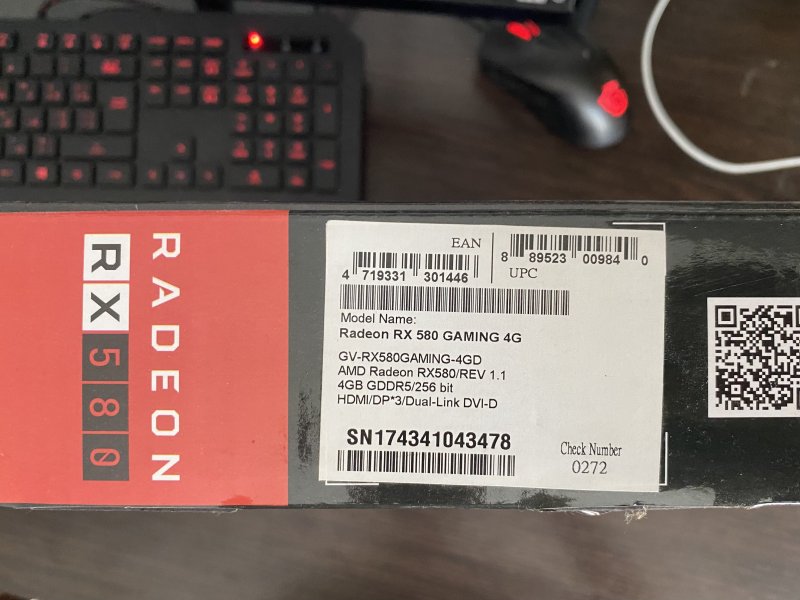 RADEON
RX 580
EAN
4 719331 301446
8 89523 00984 0
UPC
Model Name:
Radeon RX 580 GAMING 4G
GV-RX580GAMING-4GD
AMD Radeon RX580/REV 1.1
4GB GDDR5/256 bit
HDMI/DP*3/Dual-Link DVI-D
SN174341043478
Check Number
0272